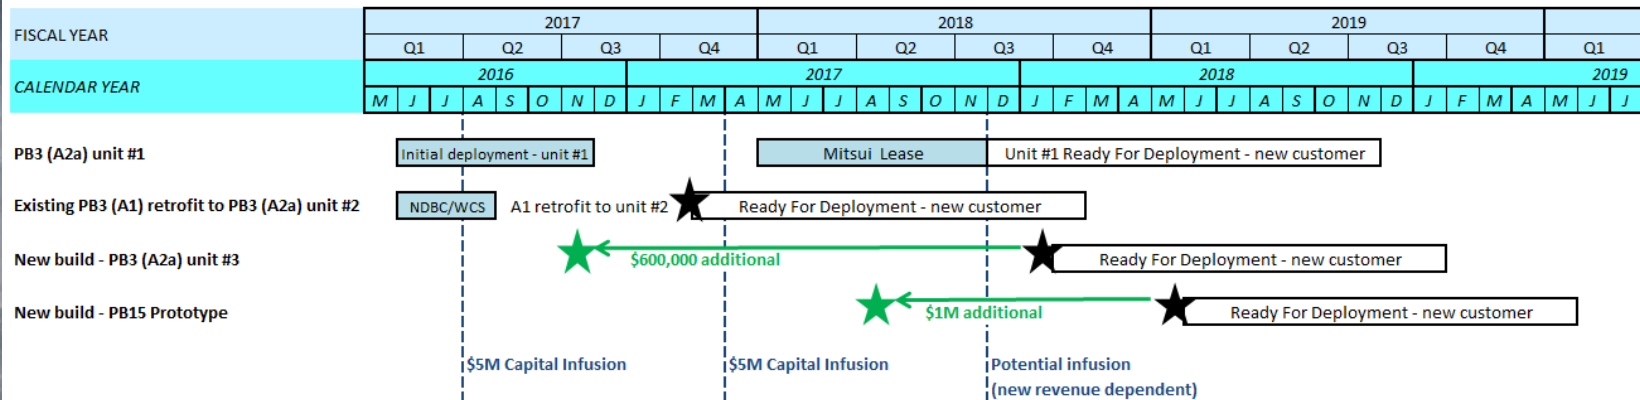 2017 2018 2019
FISCAL YEAR
Q1 Q2 Q3 Q4 Q1 Q2 Q3 Q4 Q1 Q2 Q3 Q4 Q1
2016 2017 2018 2019
CALENDAR YEAR
M J J A S O N D J F M A M J J A S O N D J F M A M J J A S O N D J F M A M J J
PB3 (A2a) unit #1 Initial deployment - unit #1 Mitsui Lease Unit #1 Ready For Deployment - new customer
Existing PB3 (A1) retrofit to PB3 (A2a) unit #2 NDBC/WCS A1 retrofit to unit #2 Ready For Deployment - new customer
New build - PB3 (A2a) unit #3 $600,000 additional Ready For Deployment - new customer
New build - PB15 Prototype $1M additional Ready For Deployment - new customer
$5M Capital Infusion $5M Capital Infusion Potential infusion
(new revenue dependent)